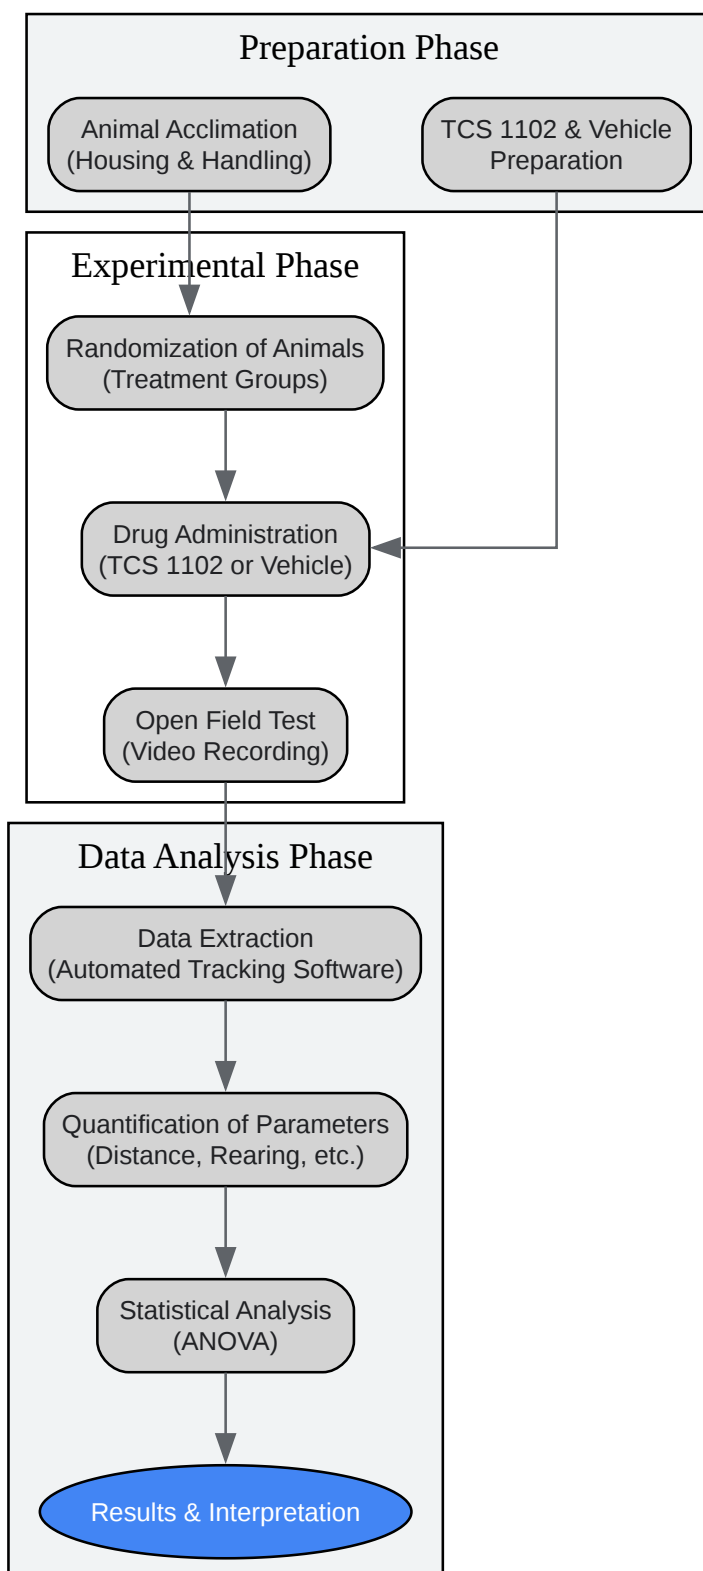 Preparation Phase
Animal Acclimation
(Housing & Handling)
TCS 1102 & Vehicle
Preparation
Experimental Phase
Randomization of Animals
(Treatment Groups)
Drug Administration
(TCS 1102 or Vehicle)
Open Field Test
(Video Recording)
Data Analysis Phase
Data Extraction
(Automated Tracking Software)
Quantification of Parameters
(Distance, Rearing, etc.)
Statistical Analysis
(ANOVA)
Results & Interpretation